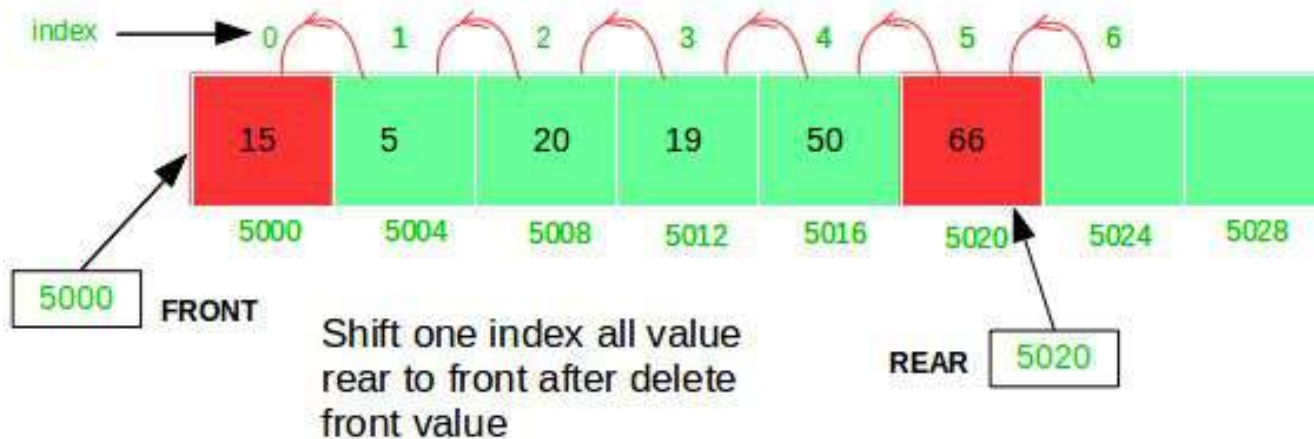 index 0 1 2 3 4 5 6
15 5 20 19 50 66
5000 5004 5008 5012 5016 5020 5024 5028
5000 FRONT
Shift one index all value
rear to front after delete
front value
REAR 5020